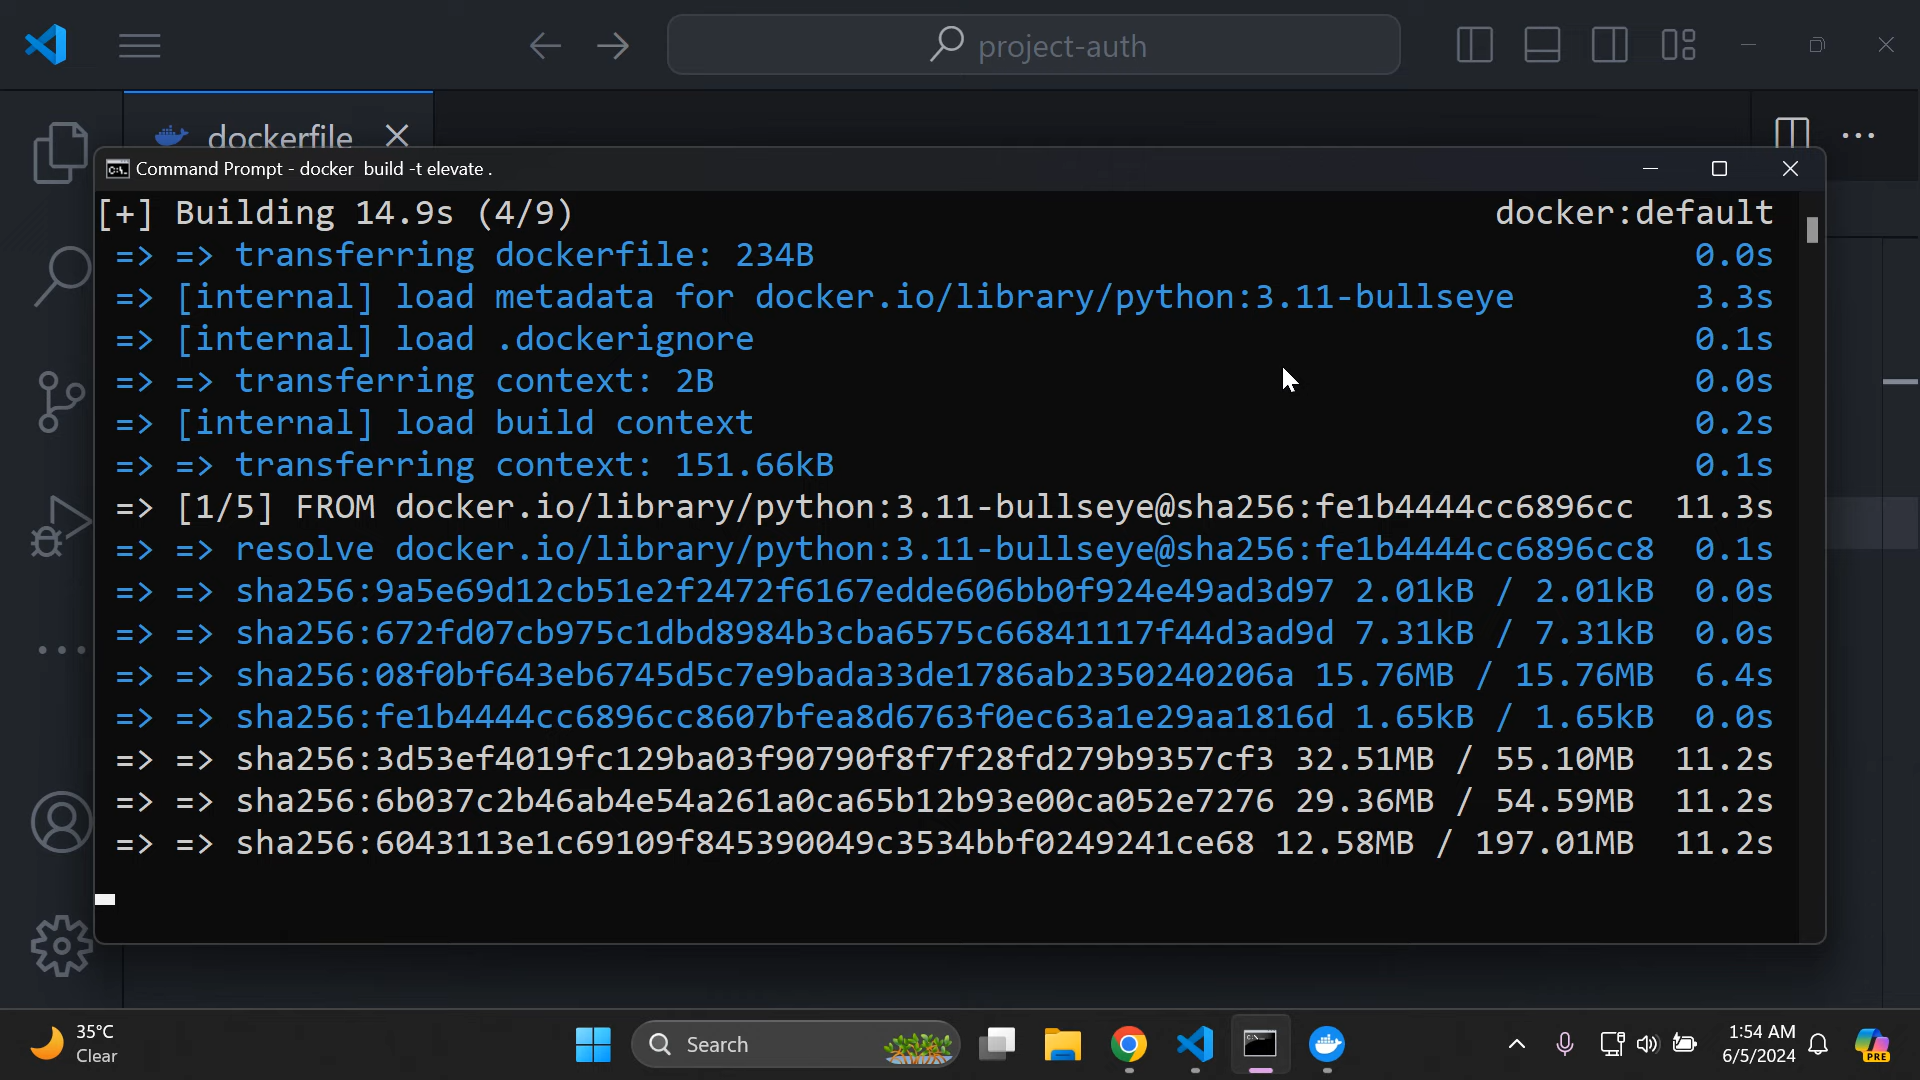 project-auth
dockerfile
Command Prompt - docker  build -t elevate .
[+] Building 14.9s (4/9) docker:default
=> => transferring dockerfile: 234B 0.0s
=> [internal] load metadata for docker.io/library/python:3.11-bullseye 3.3s
=> [internal] load .dockerignore 0.1s
=> => transferring context: 2B 0.0s
=> [internal] load build context 0.2s
=> => transferring context: 151.66kB 0.1s
=> [1/5] FROM docker.io/library/python:3.11-bullseye@sha256:fe1b4444cc6896cc 11.3s
=> => resolve docker.io/library/python:3.11-bullseye@sha256:fe1b4444cc6896cc8 0.1s
=> => sha256:9a5e69d12cb51e2f2472f6167edde606bb0f924e49ad3d97 2.01kB / 2.01kB 0.0s
=> => sha256:672fd07cb975c1dbd8984b3cba6575c66841117f44d3ad9d 7.31kB / 7.31kB 0.0s
=> => sha256:08f0bf643eb6745d5c7e9bada33de1786ab2350240206a 15.76MB / 15.76MB 6.4s
=> => sha256:fe1b4444cc6896cc8607bfea8d6763f0ec63a1e29aa1816d 1.65kB / 1.65kB 0.0s
=> => sha256:3d53ef4019fc129ba03f90790f8f7f28fd279b9357cf3 32.51MB / 55.10MB 11.2s
=> => sha256:6b037c2b46ab4e54a261a0ca65b12b93e00ca052e7276 29.36MB / 54.59MB 11.2s
=> => sha256:6043113e1c69109f845390049c3534bbf0249241ce68 12.58MB / 197.01MB 11.2s
35°C
Clear
Search
1:54 AM
6/5/2024
PRE